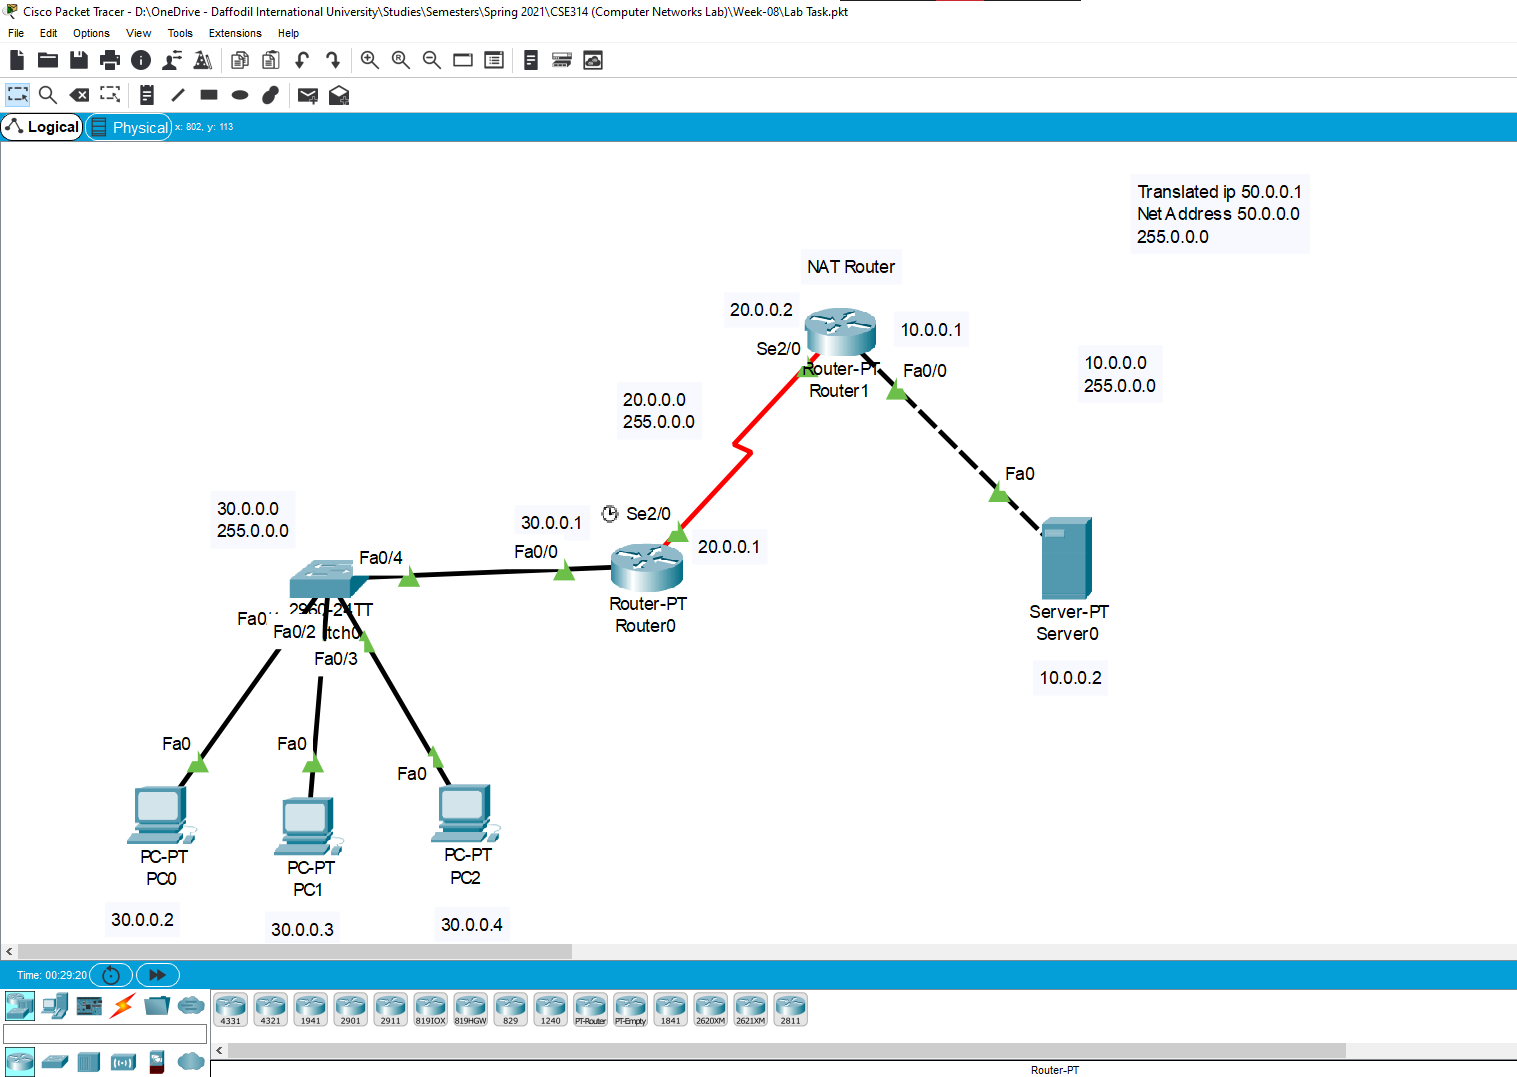 Cisco Packet Tracer - D:\OneDrive - Daffodil International University\Studies\Semesters\Spring 2021\CSE314 (Computer Networks Lab)\Week-08\Lab Task.pkt
File Edit Options View Tools Extensions Help
Logical Physical x: 802, y: 113
Translated ip 50.0.0.1
Net Address 50.0.0.0
255.0.0.0
NAT Router
20.0.0.2
10.0.0.1
Se2/0
Router-PT
Router1
Fa0/0
10.0.0.0
255.0.0.0
20.0.0.0
255.0.0.0
Fa0
30.0.0.0
255.0.0.0
30.0.0.1
Se2/0
Fa0/4
Fa0/0
20.0.0.1
2960-24TT
Fa0/2 tch0
Fa0/3
Router-PT
Router0
Server-PT
Server0
10.0.0.2
Fa0
Fa0
Fa0
PC-PT
PC0
PC-PT
PC1
PC-PT
PC2
30.0.0.2
30.0.0.3
30.0.0.4
Time: 00:29:20
4331 4321 1941 2901 2911 819IOX 819HGW 829 1240 PT-Router PT-Empty 1841 2620XM 2621XM 2811
Router-PT